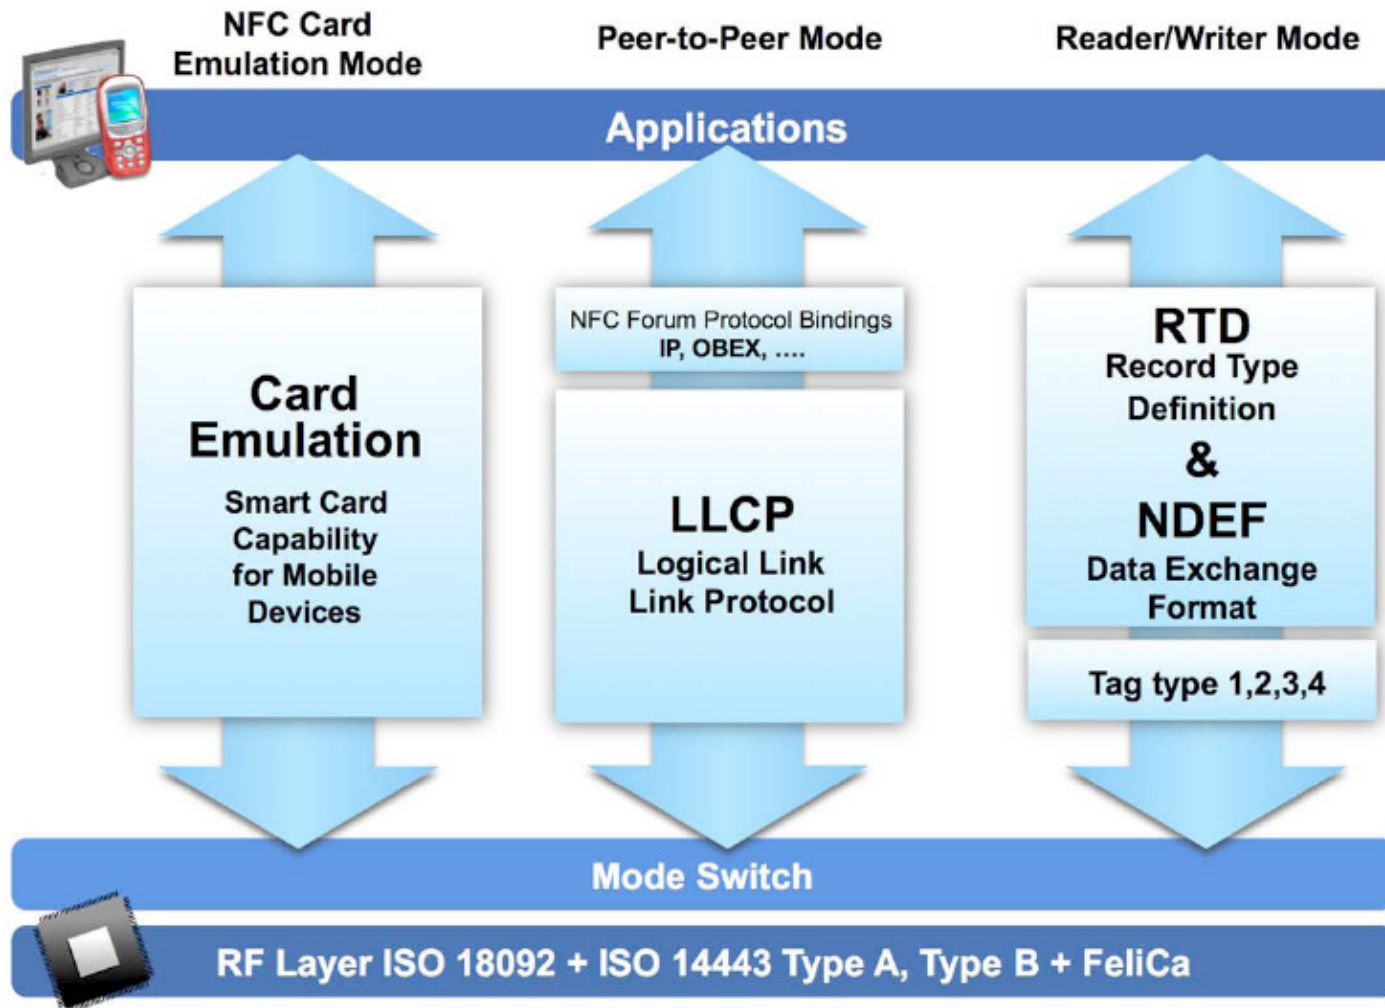 NFC Card
Emulation Mode
Peer-to-Peer Mode
Reader/Writer Mode
Applications
Card
Emulation
Smart Card
Capability
for Mobile
Devices
NFC Forum Protocol Bindings
IP, OBEX, ....
LLCP
Logical Link
Link Protocol
RTD
Record Type
Definition
&
NDEF
Data Exchange
Format
Tag type 1,2,3,4
Mode Switch
RF Layer ISO 18092 + ISO 14443 Type A, Type B + FeliCa